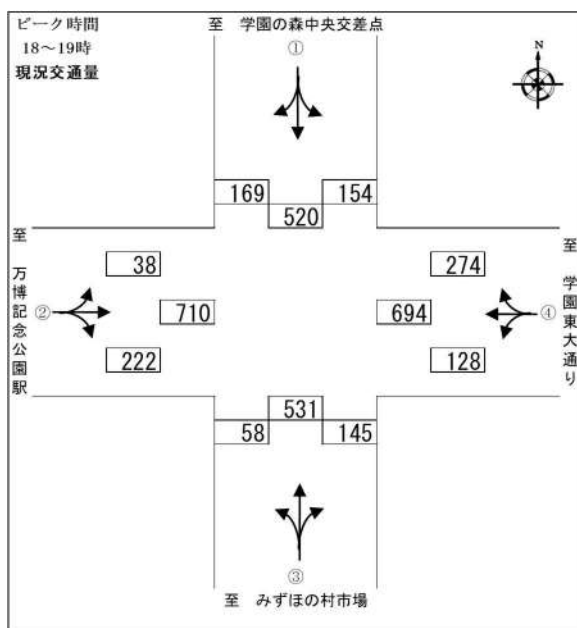 ピーク時間
18～19時
現況交通量
至 学園の森中央交差点
①
N
169
520
154
至 万博記念公園駅
②
38
710
222
274
694
128
④
至 学園東大通り
58
531
145
③
至 みずほの村市場